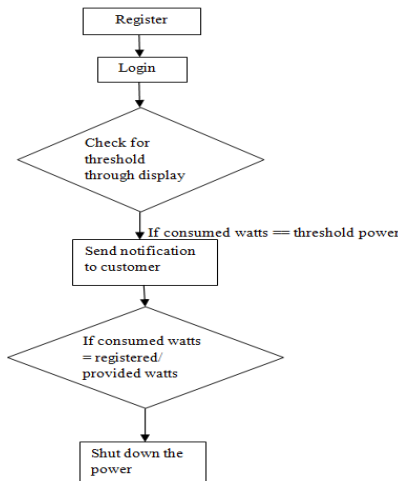 Register
Login
Check for
threshold
through display
If consumed watts == threshold power
Send notification
to customer
If consumed watts
= registered/
provided watts
Shut down the
power